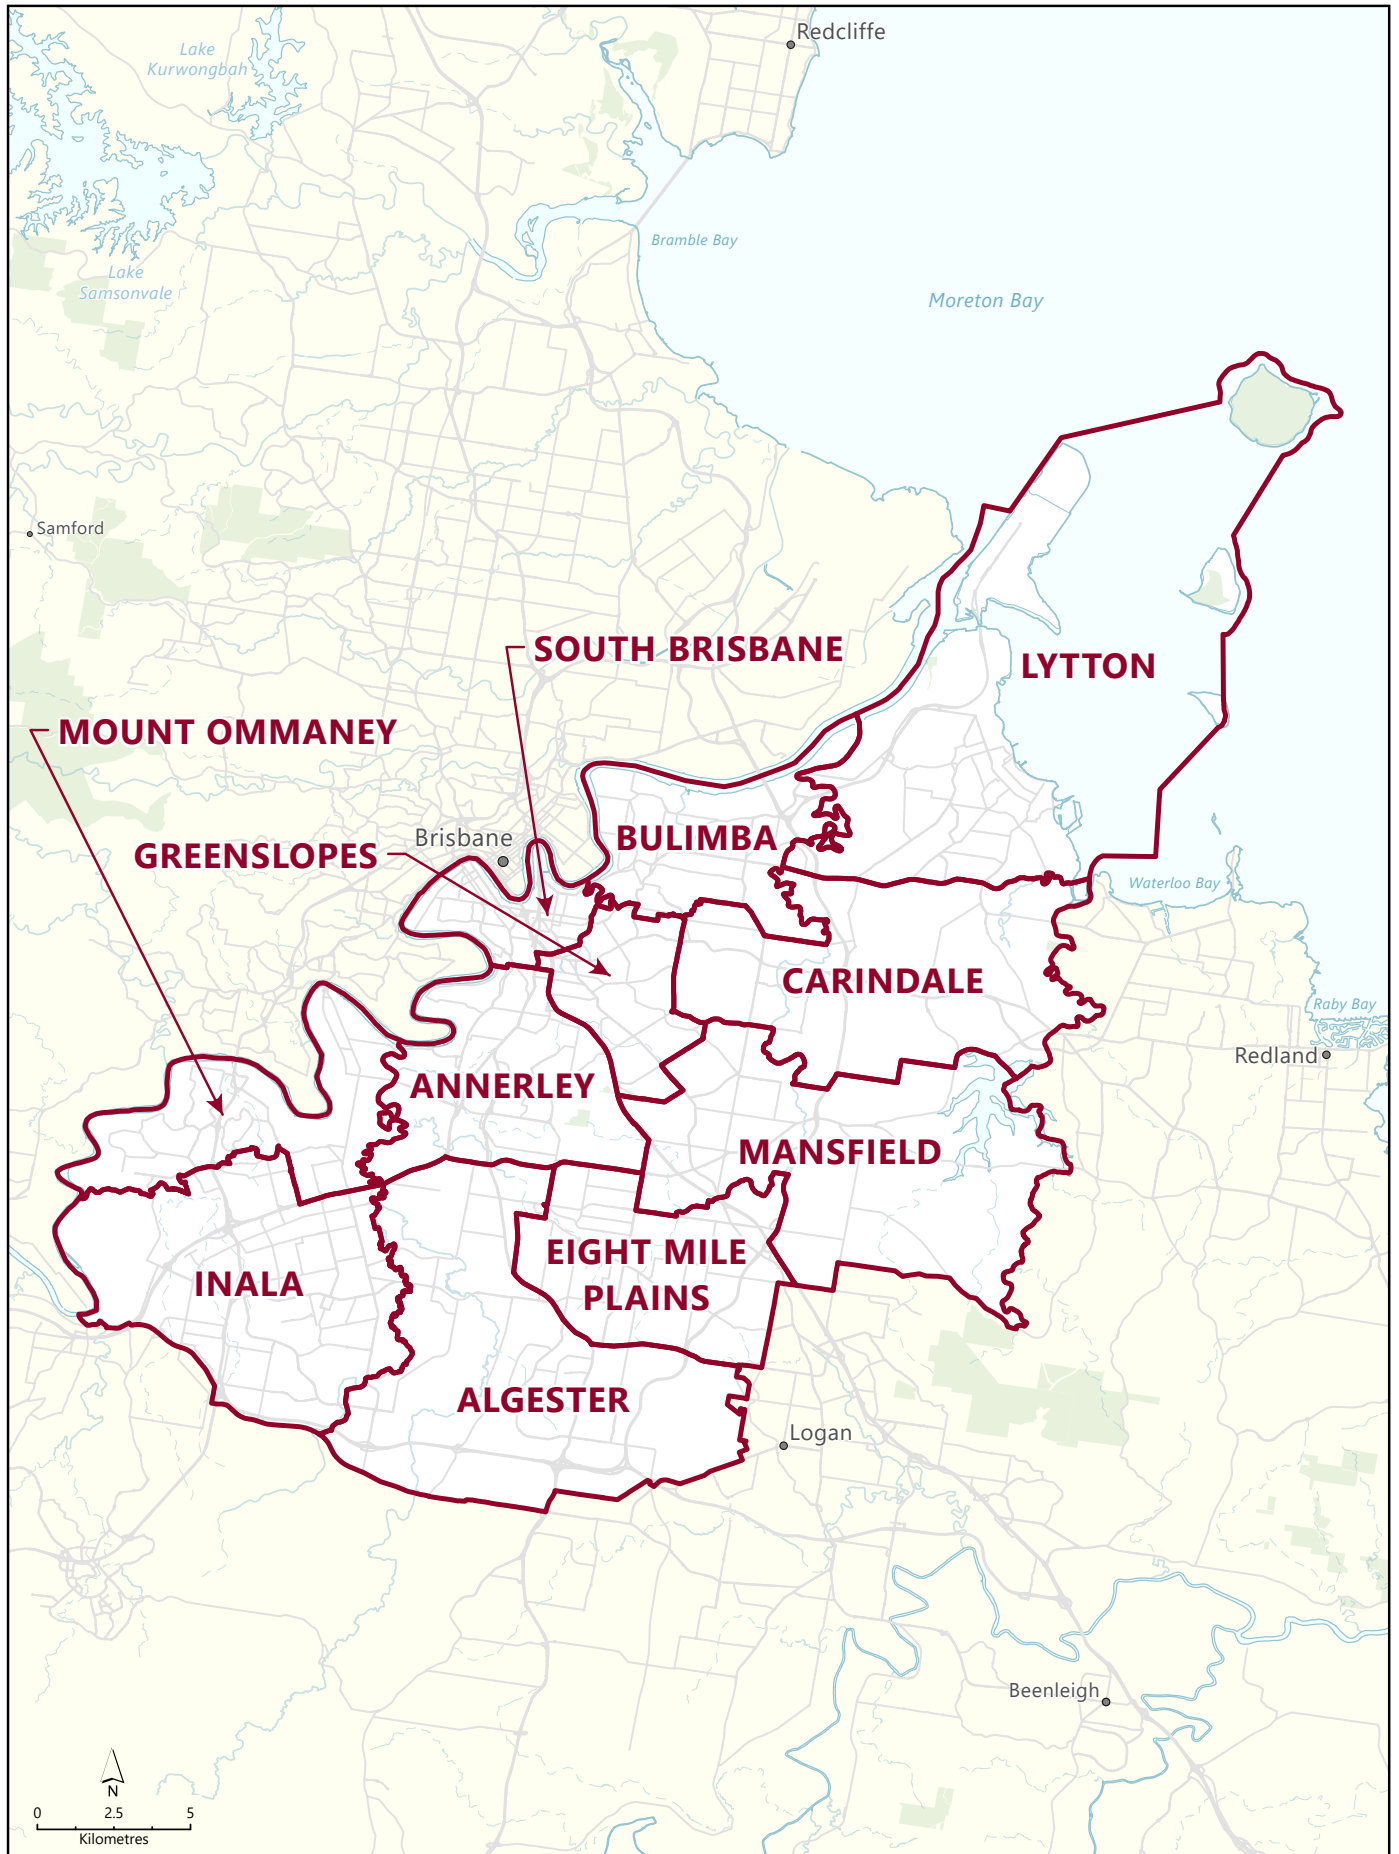 Redcliffe
Lake
Kurwongbah
Bramble Bay
Lake
Samsonvale
Moreton Bay
Samford
SOUTH BRISBANE
LYTTON
MOUNT OMMANEY
Brisbane
BULIMBA
GREENSLOPES
Waterloo Bay
CARINDALE
Raby Bay
Redland
ANNERLEY
MANSFIELD
EIGHT MILE
PLAINS
INALA
ALGESTER
Logan
Beenleigh
N
0 2.5 5
Kilometres